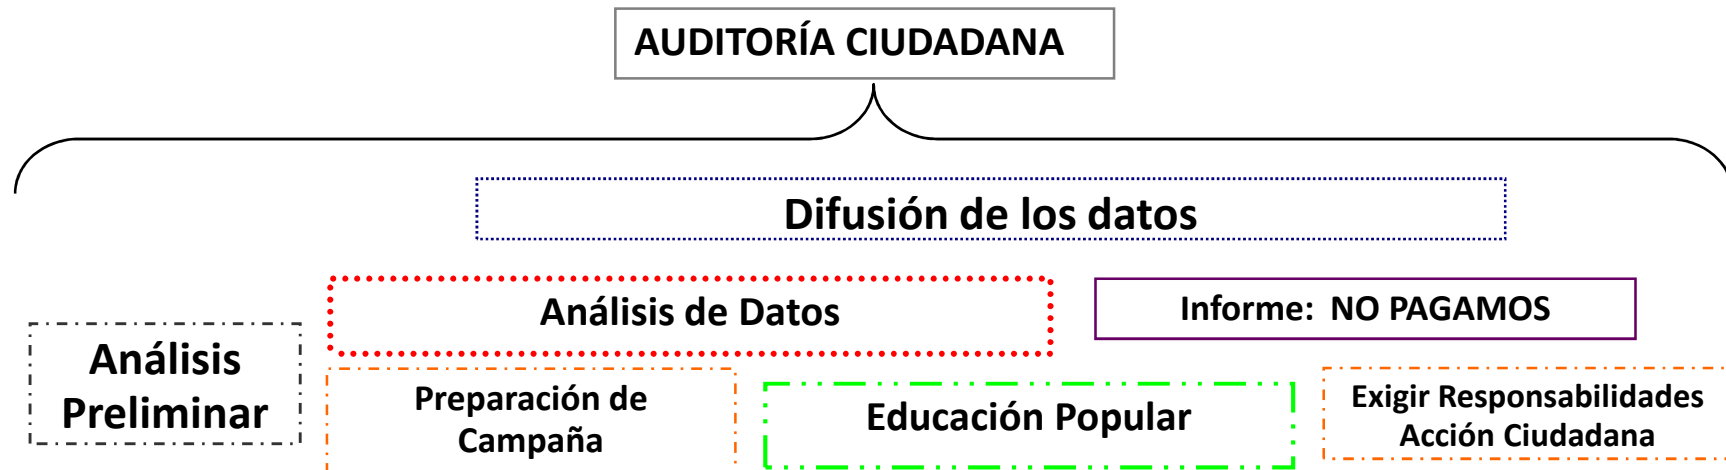 AUDITORÍA CIUDADANA
Difusión de los datos
Análisis de Datos
Informe: NO PAGAMOS
Análisis
Preliminar
Preparación de
Campaña
Educación Popular
Exigir Responsabilidades
Acción Ciudadana